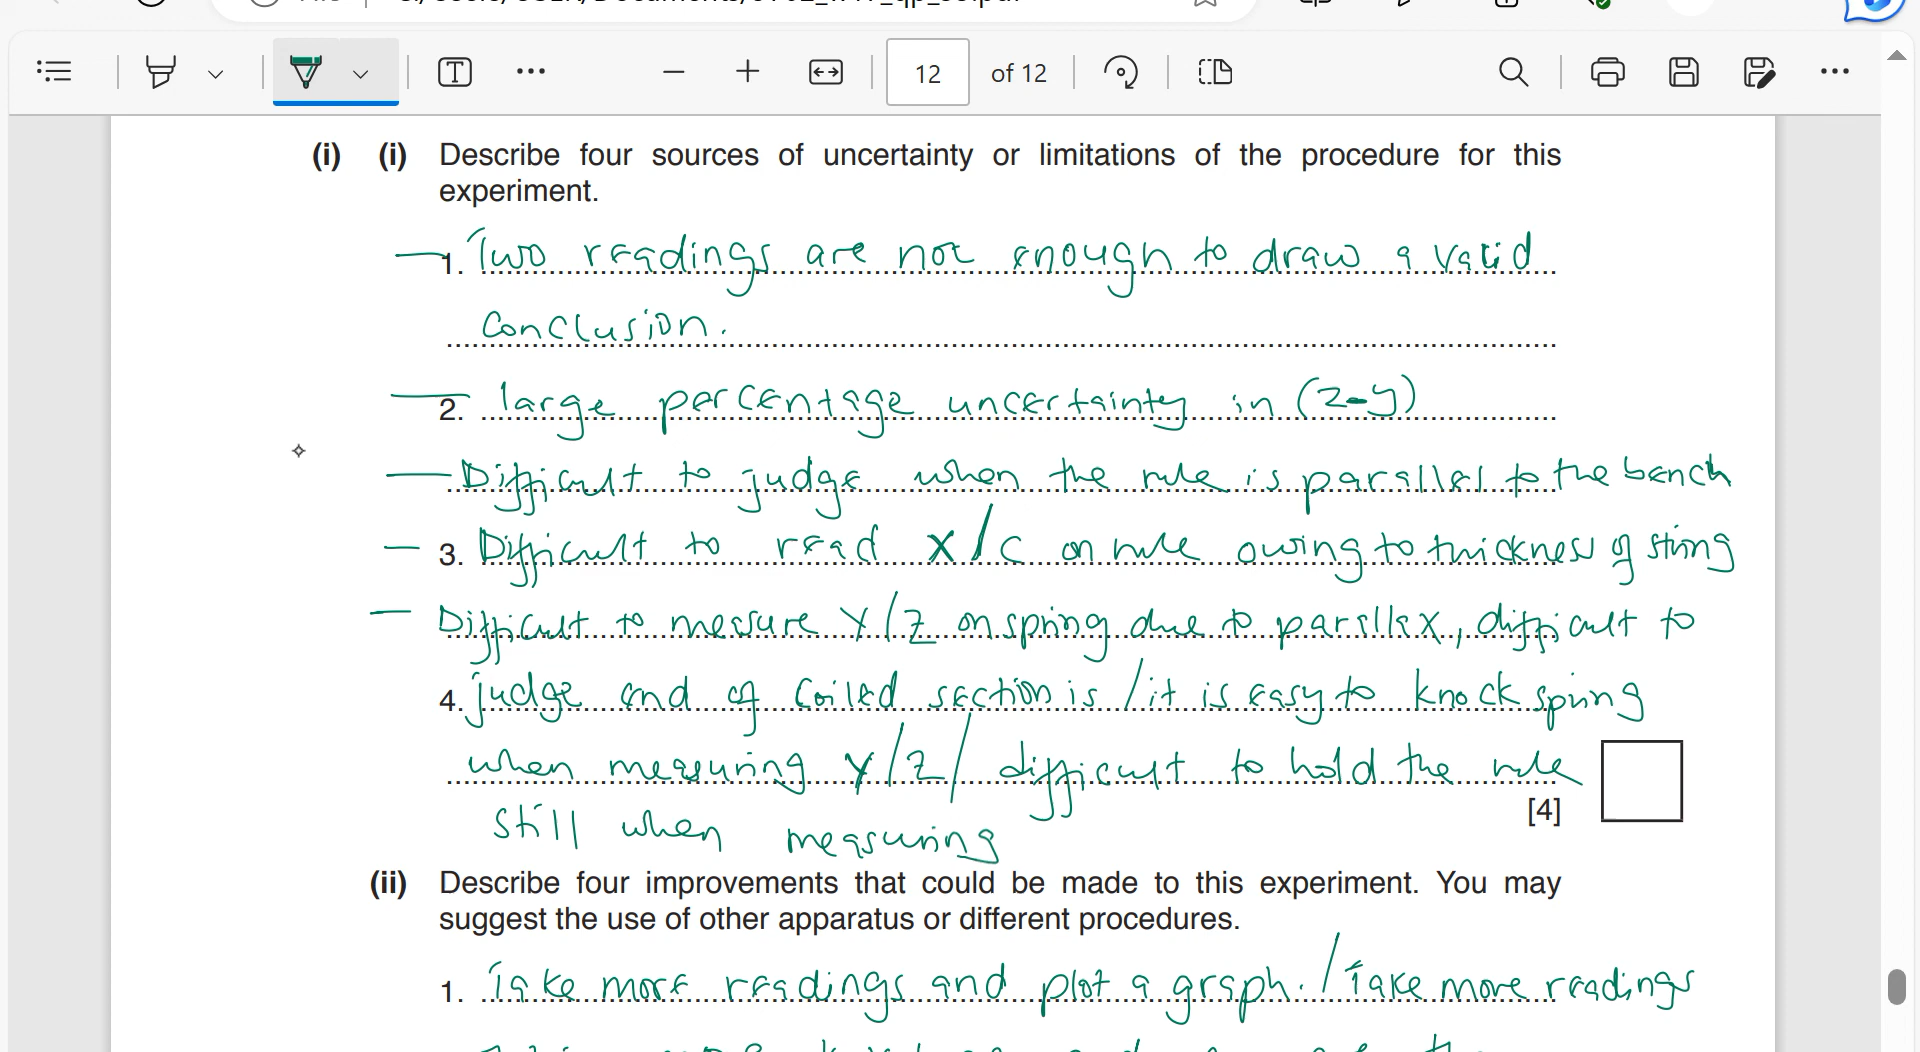 12 of 12
(i) (i) Describe four sources of uncertainty or limitations of the procedure for this
experiment.
— 1. Two readings are not enough to draw a valid
conclusion.
— 2. large percentage uncertainty in (z-y)
— Difficult to judge when the rule is parallel to the bench
— 3. Difficult to read X/C on rule owing to thickness of string
— Difficult to measure Y/Z on spring due to parallax, difficult to
4. judge end of coiled section is / it is easy to knock spring
when measuring Y/Z / difficult to hold the rule
[4]
still when measuring
(ii) Describe four improvements that could be made to this experiment. You may
suggest the use of other apparatus or different procedures.
1. Take more readings and plot a graph. / Take more readings